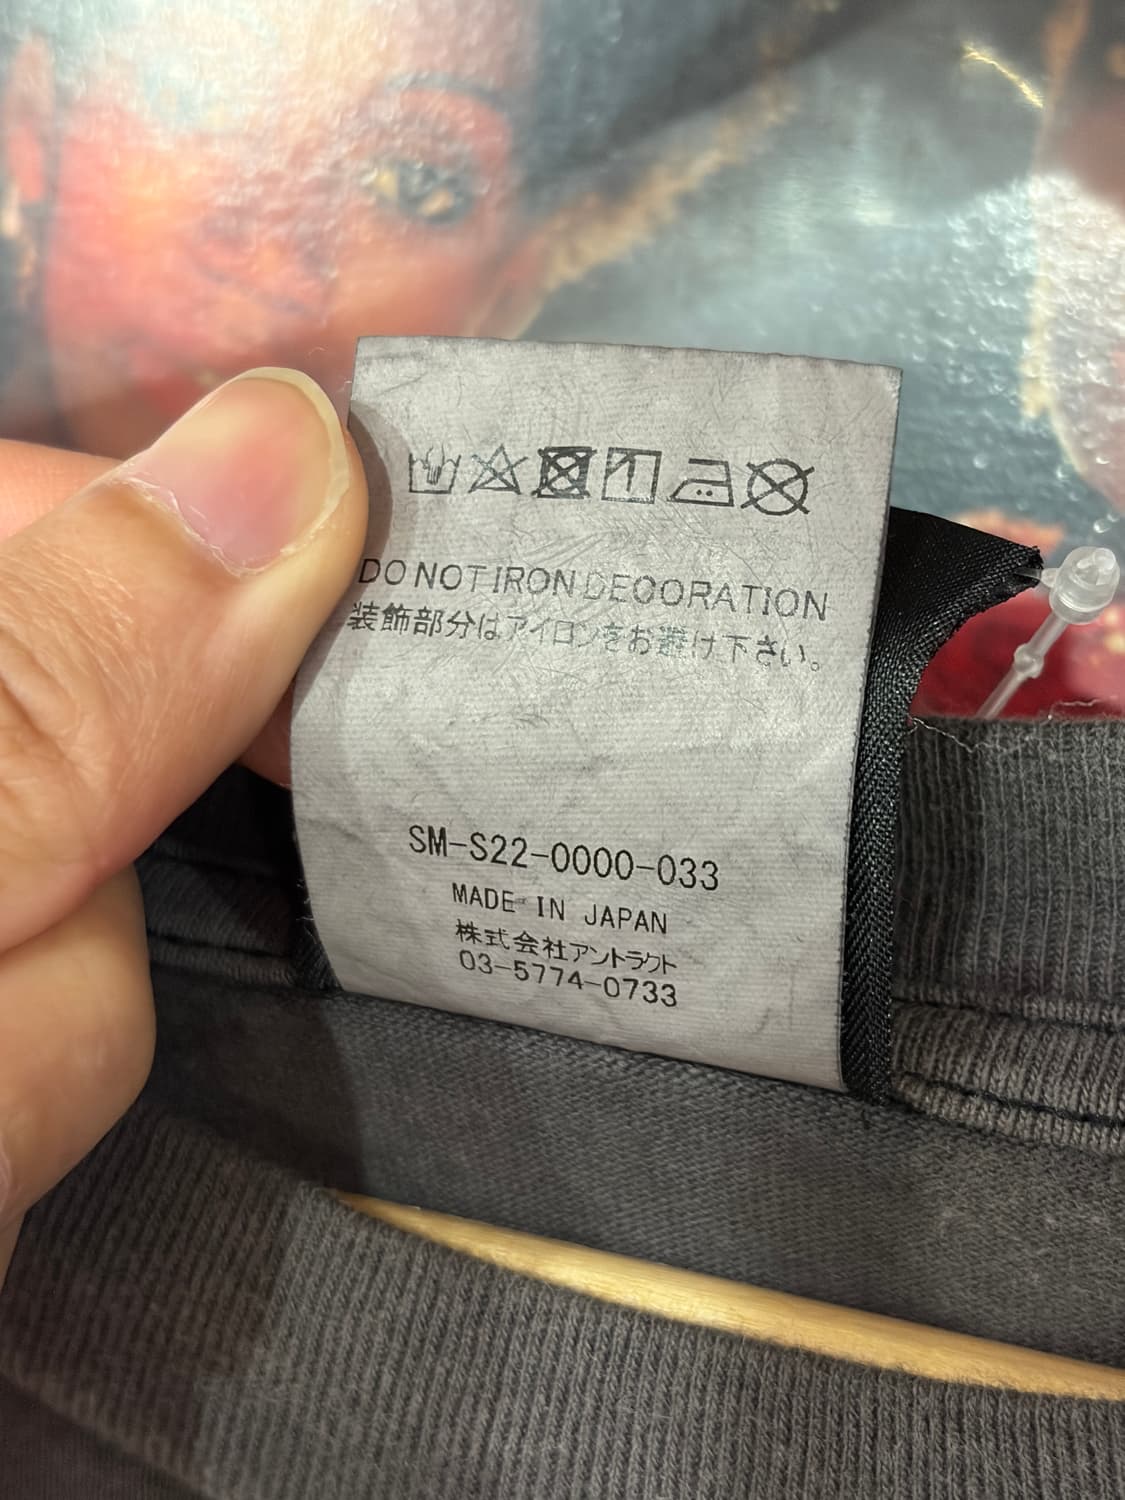 DO NOT IRON DECORATION
装飾部分はアイロンをお避け下さい。
SM-S22-0000-033
MADE IN JAPAN
株式会社アントラクト
03-5774-0733